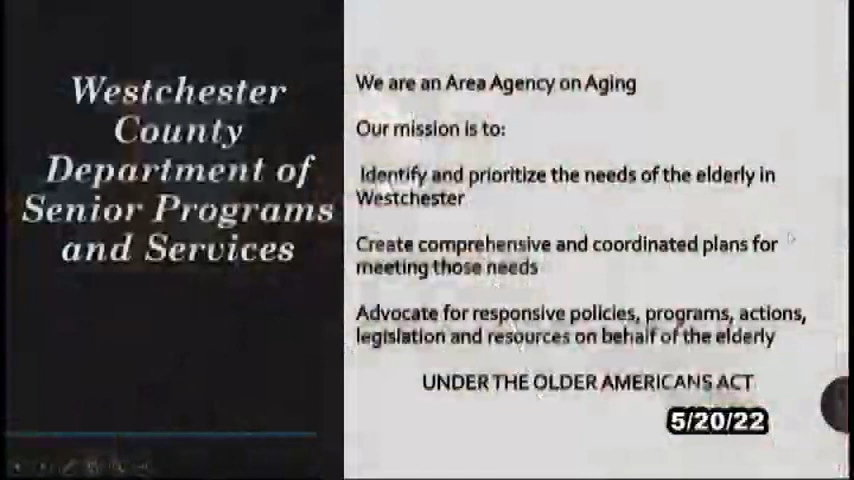 Westchester
County
Department of
Senior Programs
and Services
We are an Area Agency on Aging
Our mission is to:
Identify and prioritize the needs of the elderly in
Westchester
Create comprehensive and coordinated plans for
meeting those needs
Advocate for responsive policies, programs, actions,
legislation and resources on behalf of the elderly
UNDER THE OLDER AMERICANS ACT
5/20/22